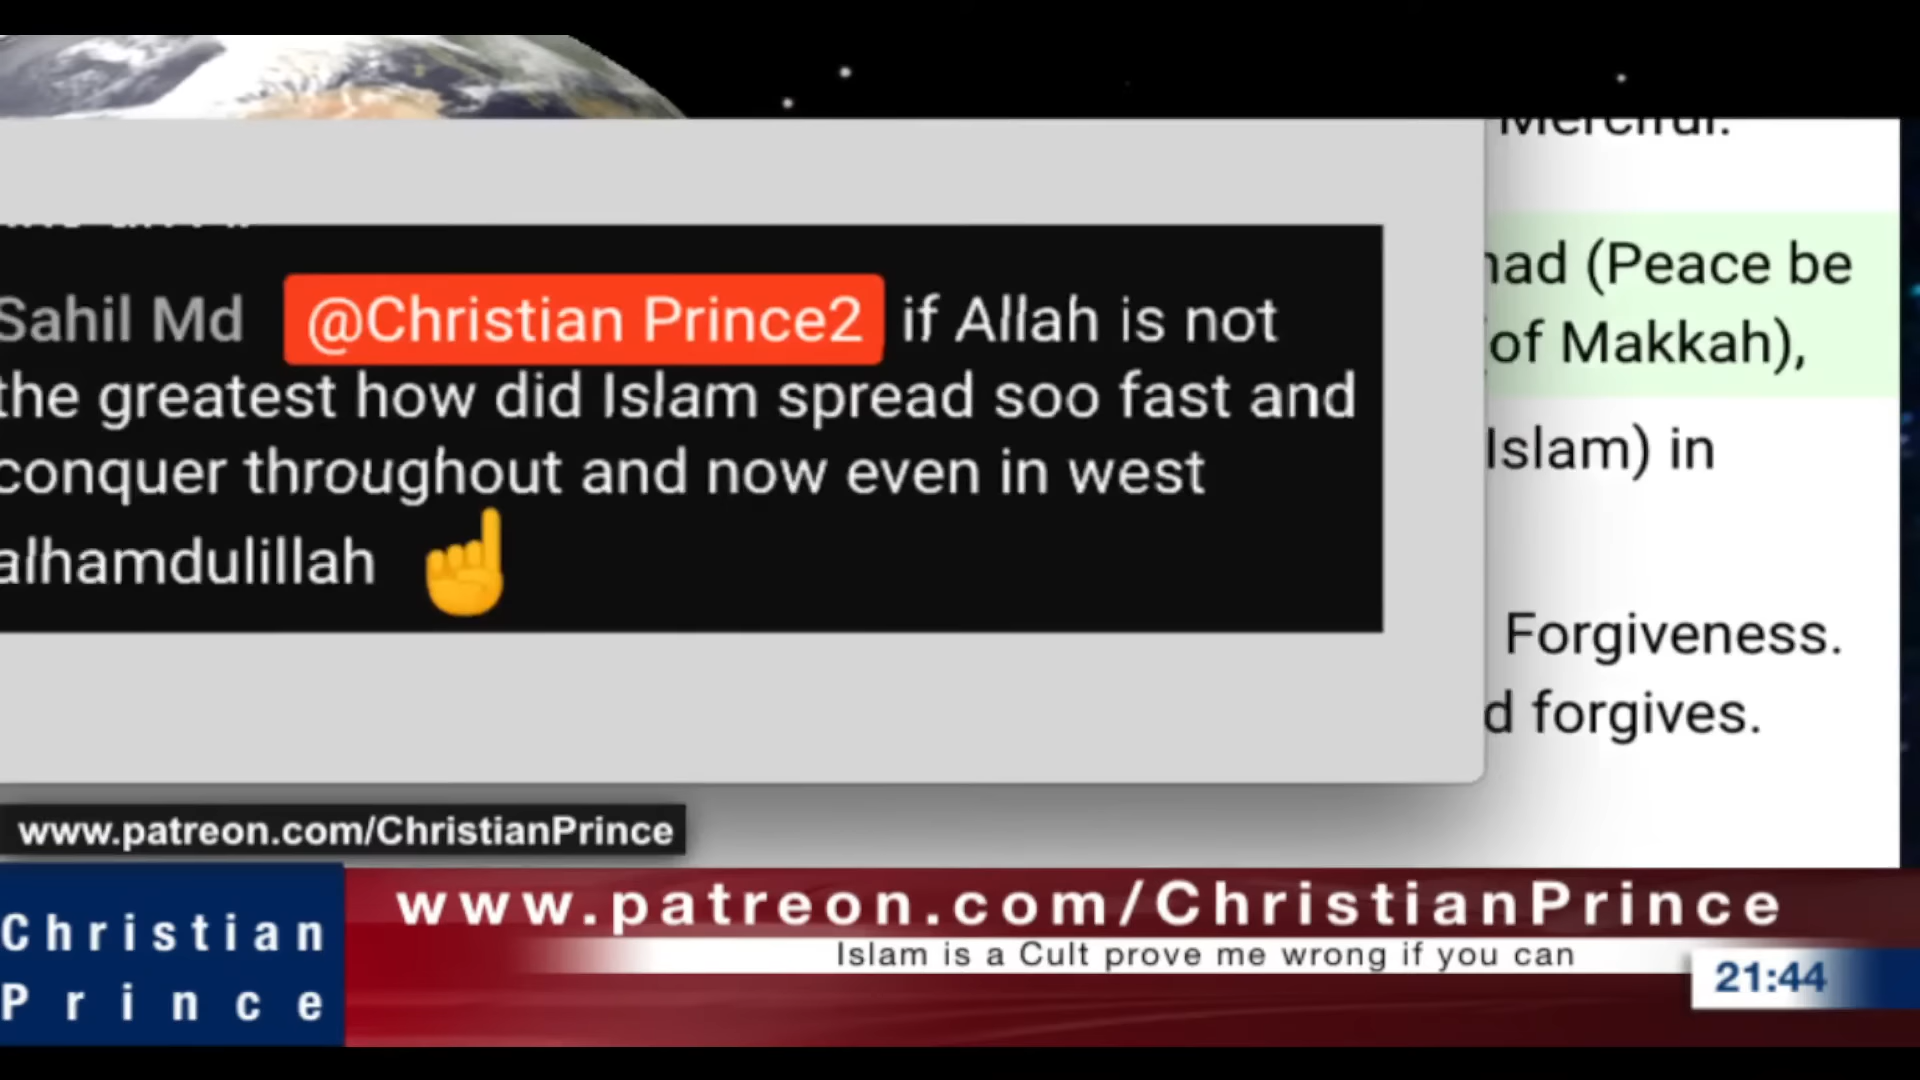 Merciful.
Sahil Md @Christian Prince2 if Allah is not
the greatest how did Islam spread soo fast and
conquer throughout and now even in west
alhamdulillah ☝
(Peace be
of Makkah),
Islam) in
Forgiveness.
forgives.
www.patreon.com/ChristianPrince
Christian
Prince
www.patreon.com/ChristianPrince
Islam is a Cult prove me wrong if you can
21:44